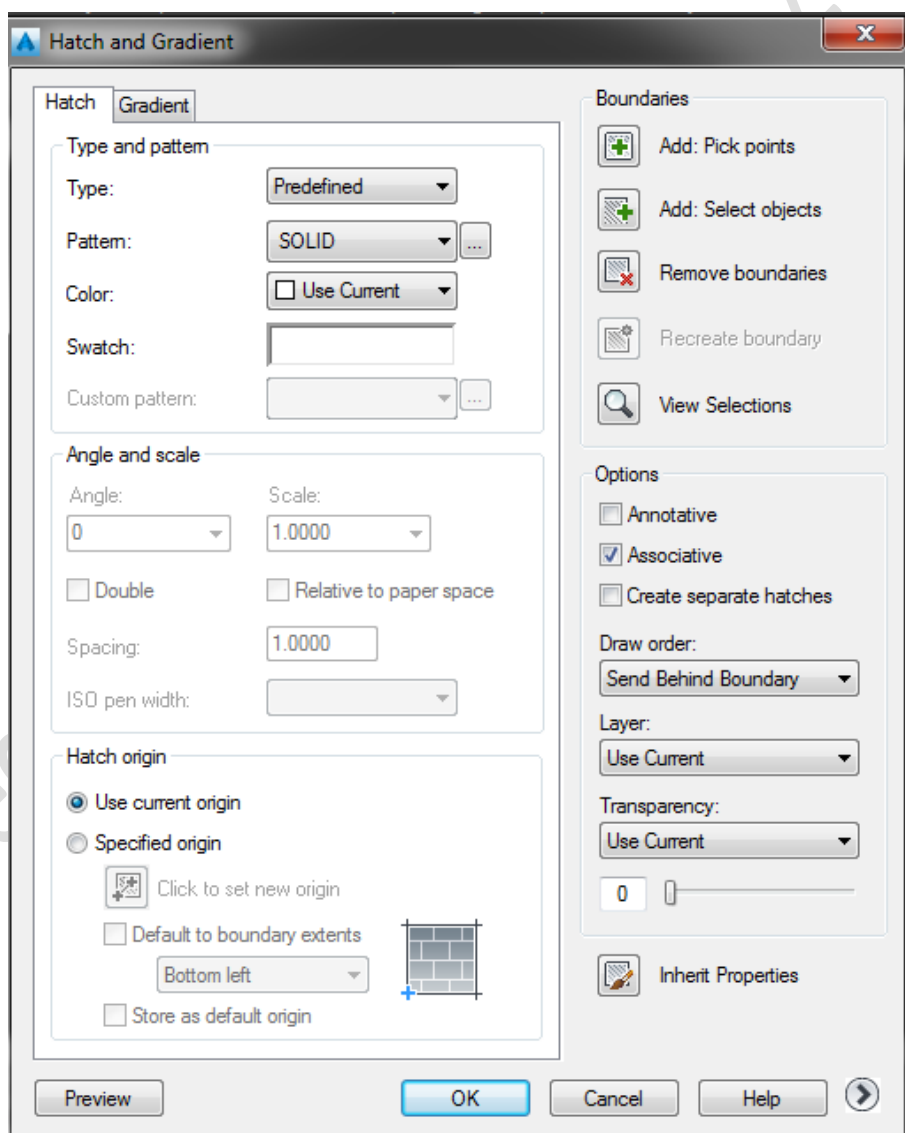 Hatch and Gradient
Hatch Gradient
Type and pattern
Type: Predefined
Pattern: SOLID ...
Color: Use Current
Swatch:
Custom pattern: ...
Angle and scale
Angle: Scale:
0 1.0000
Double Relative to paper space
Spacing: 1.0000
ISO pen width:
Hatch origin
Use current origin
Specified origin
Click to set new origin
Default to boundary extents
Bottom left
Store as default origin
Boundaries
Add: Pick points
Add: Select objects
Remove boundaries
Recreate boundary
View Selections
Options
Annotative
Associative
Create separate hatches
Draw order:
Send Behind Boundary
Layer:
Use Current
Transparency:
Use Current
0
Inherit Properties
Preview OK Cancel Help